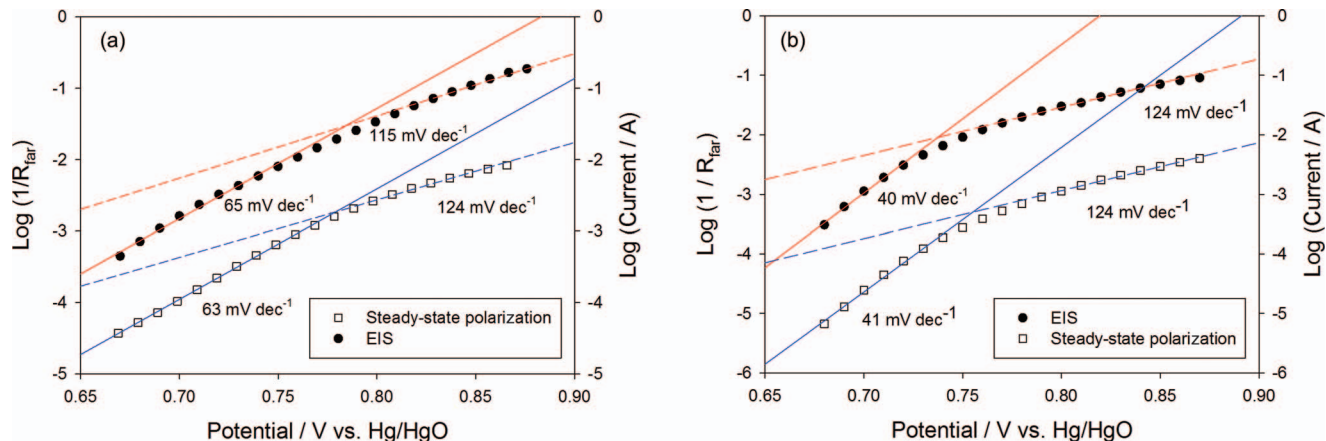 (a)
0
-1
-2
-3
-4
-5
Log (1/R_far)
0
-1
-2
-3
-4
-5
Log (Current / A)
115 mV dec⁻¹
65 mV dec⁻¹
124 mV dec⁻¹
63 mV dec⁻¹
Steady-state polarization
EIS
0.65 0.70 0.75 0.80 0.85 0.90
Potential / V vs. Hg/HgO
(b)
0
-1
-2
-3
-4
-5
-6
Log (1 / R_far)
0
-1
-2
-3
-4
-5
-6
Log (Current / A)
124 mV dec⁻¹
40 mV dec⁻¹
124 mV dec⁻¹
41 mV dec⁻¹
EIS
Steady-state polarization
0.65 0.70 0.75 0.80 0.85 0.90
Potential / V vs. Hg/HgO